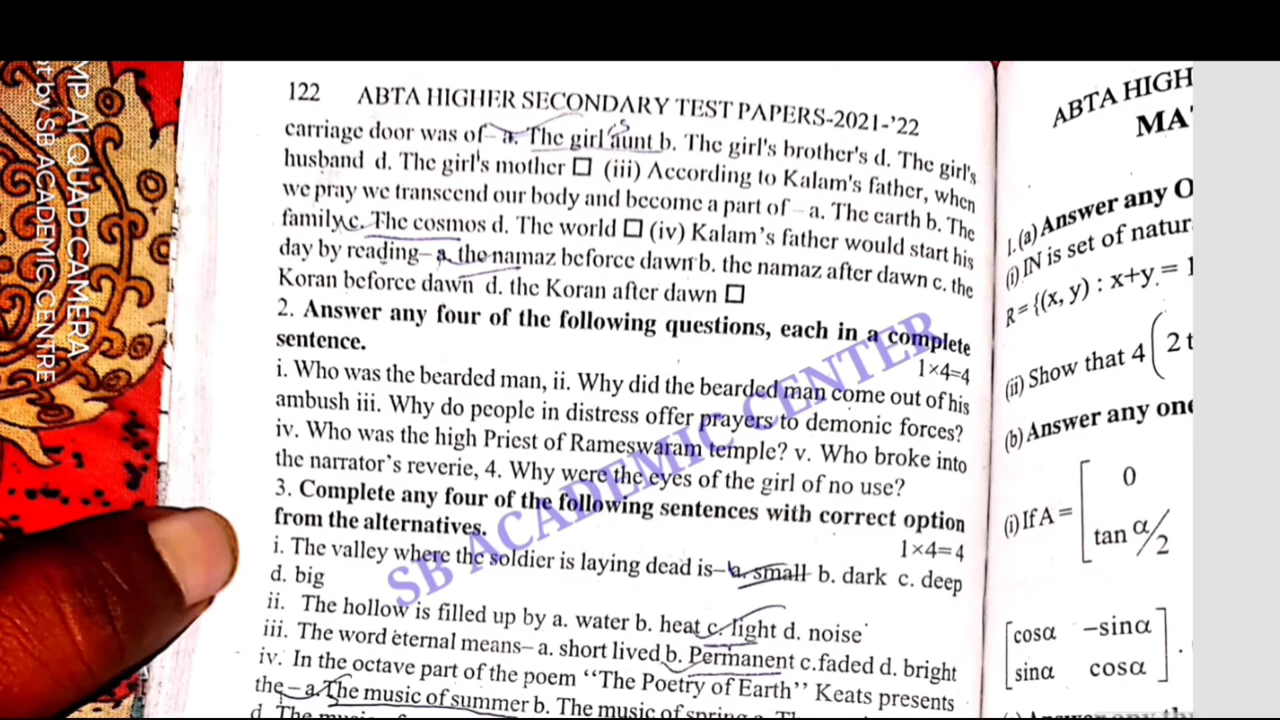 122 ABTA HIGHER SECONDARY TEST PAPERS-2021-'22
carriage door was of– a. The girl's aunt b. The girl's brother's d. The girl's
husband d. The girl's mother □ (iii) According to Kalam's father, when
we pray we transcend our body and become a part of – a. The earth b. The
family c. The cosmos d. The world □ (iv) Kalam's father would start his
day by reading– a. the namaz beforce dawn b. the namaz after dawn c. the
Koran beforce dawn d. the Koran after dawn □
2. Answer any four of the following questions, each in a complete
sentence.
1×4=4
i. Who was the bearded man, ii. Why did the bearded man come out of his
ambush iii. Why do people in distress offer prayers to demonic forces?
iv. Who was the high Priest of Rameswaram temple? v. Who broke into
the narrator's reverie, 4. Why were the eyes of the girl of no use?
3. Complete any four of the following sentences with correct option
from the alternatives.
1×4=4
i. The valley where the soldier is laying dead is– a. small b. dark c. deep
d. big
ii. The hollow is filled up by a. water b. heat c. light d. noise
iii. The word eternal means– a. short lived b. Permanent c.faded d. bright
iv. In the octave part of the poem "The Poetry of Earth" Keats presents
the – a. The music of summer b. The music of spring
d. The
ABTA HIGH
MA
1. (a) Answer any O
(i) IN is set of natur
R = {(x, y) : x+y = 1
(ii) Show that 4 ( 2 t
(b) Answer any one
(i) If A = [ 0
tan α/2
[ cosα –sinα
sinα cosα ] .
SB ACADEMIC CENTER
MP AI QUAD CAMERA
ot by SB ACADEMIC CENTRE